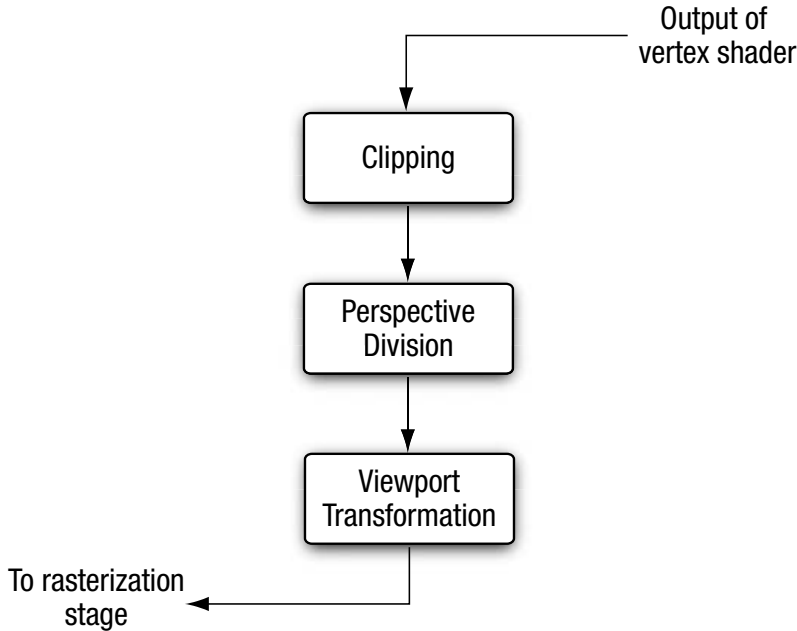 Output of
vertex shader
Clipping
Perspective
Division
Viewport
Transformation
To rasterization
stage